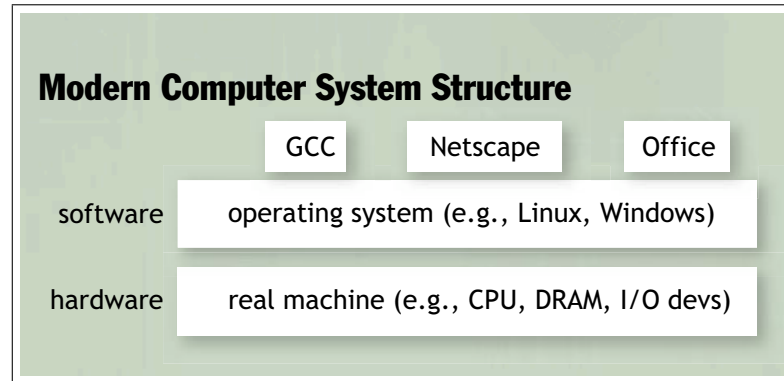 Modern Computer System Structure
GCC Netscape Office
software operating system (e.g., Linux, Windows)
hardware real machine (e.g., CPU, DRAM, I/O devs)